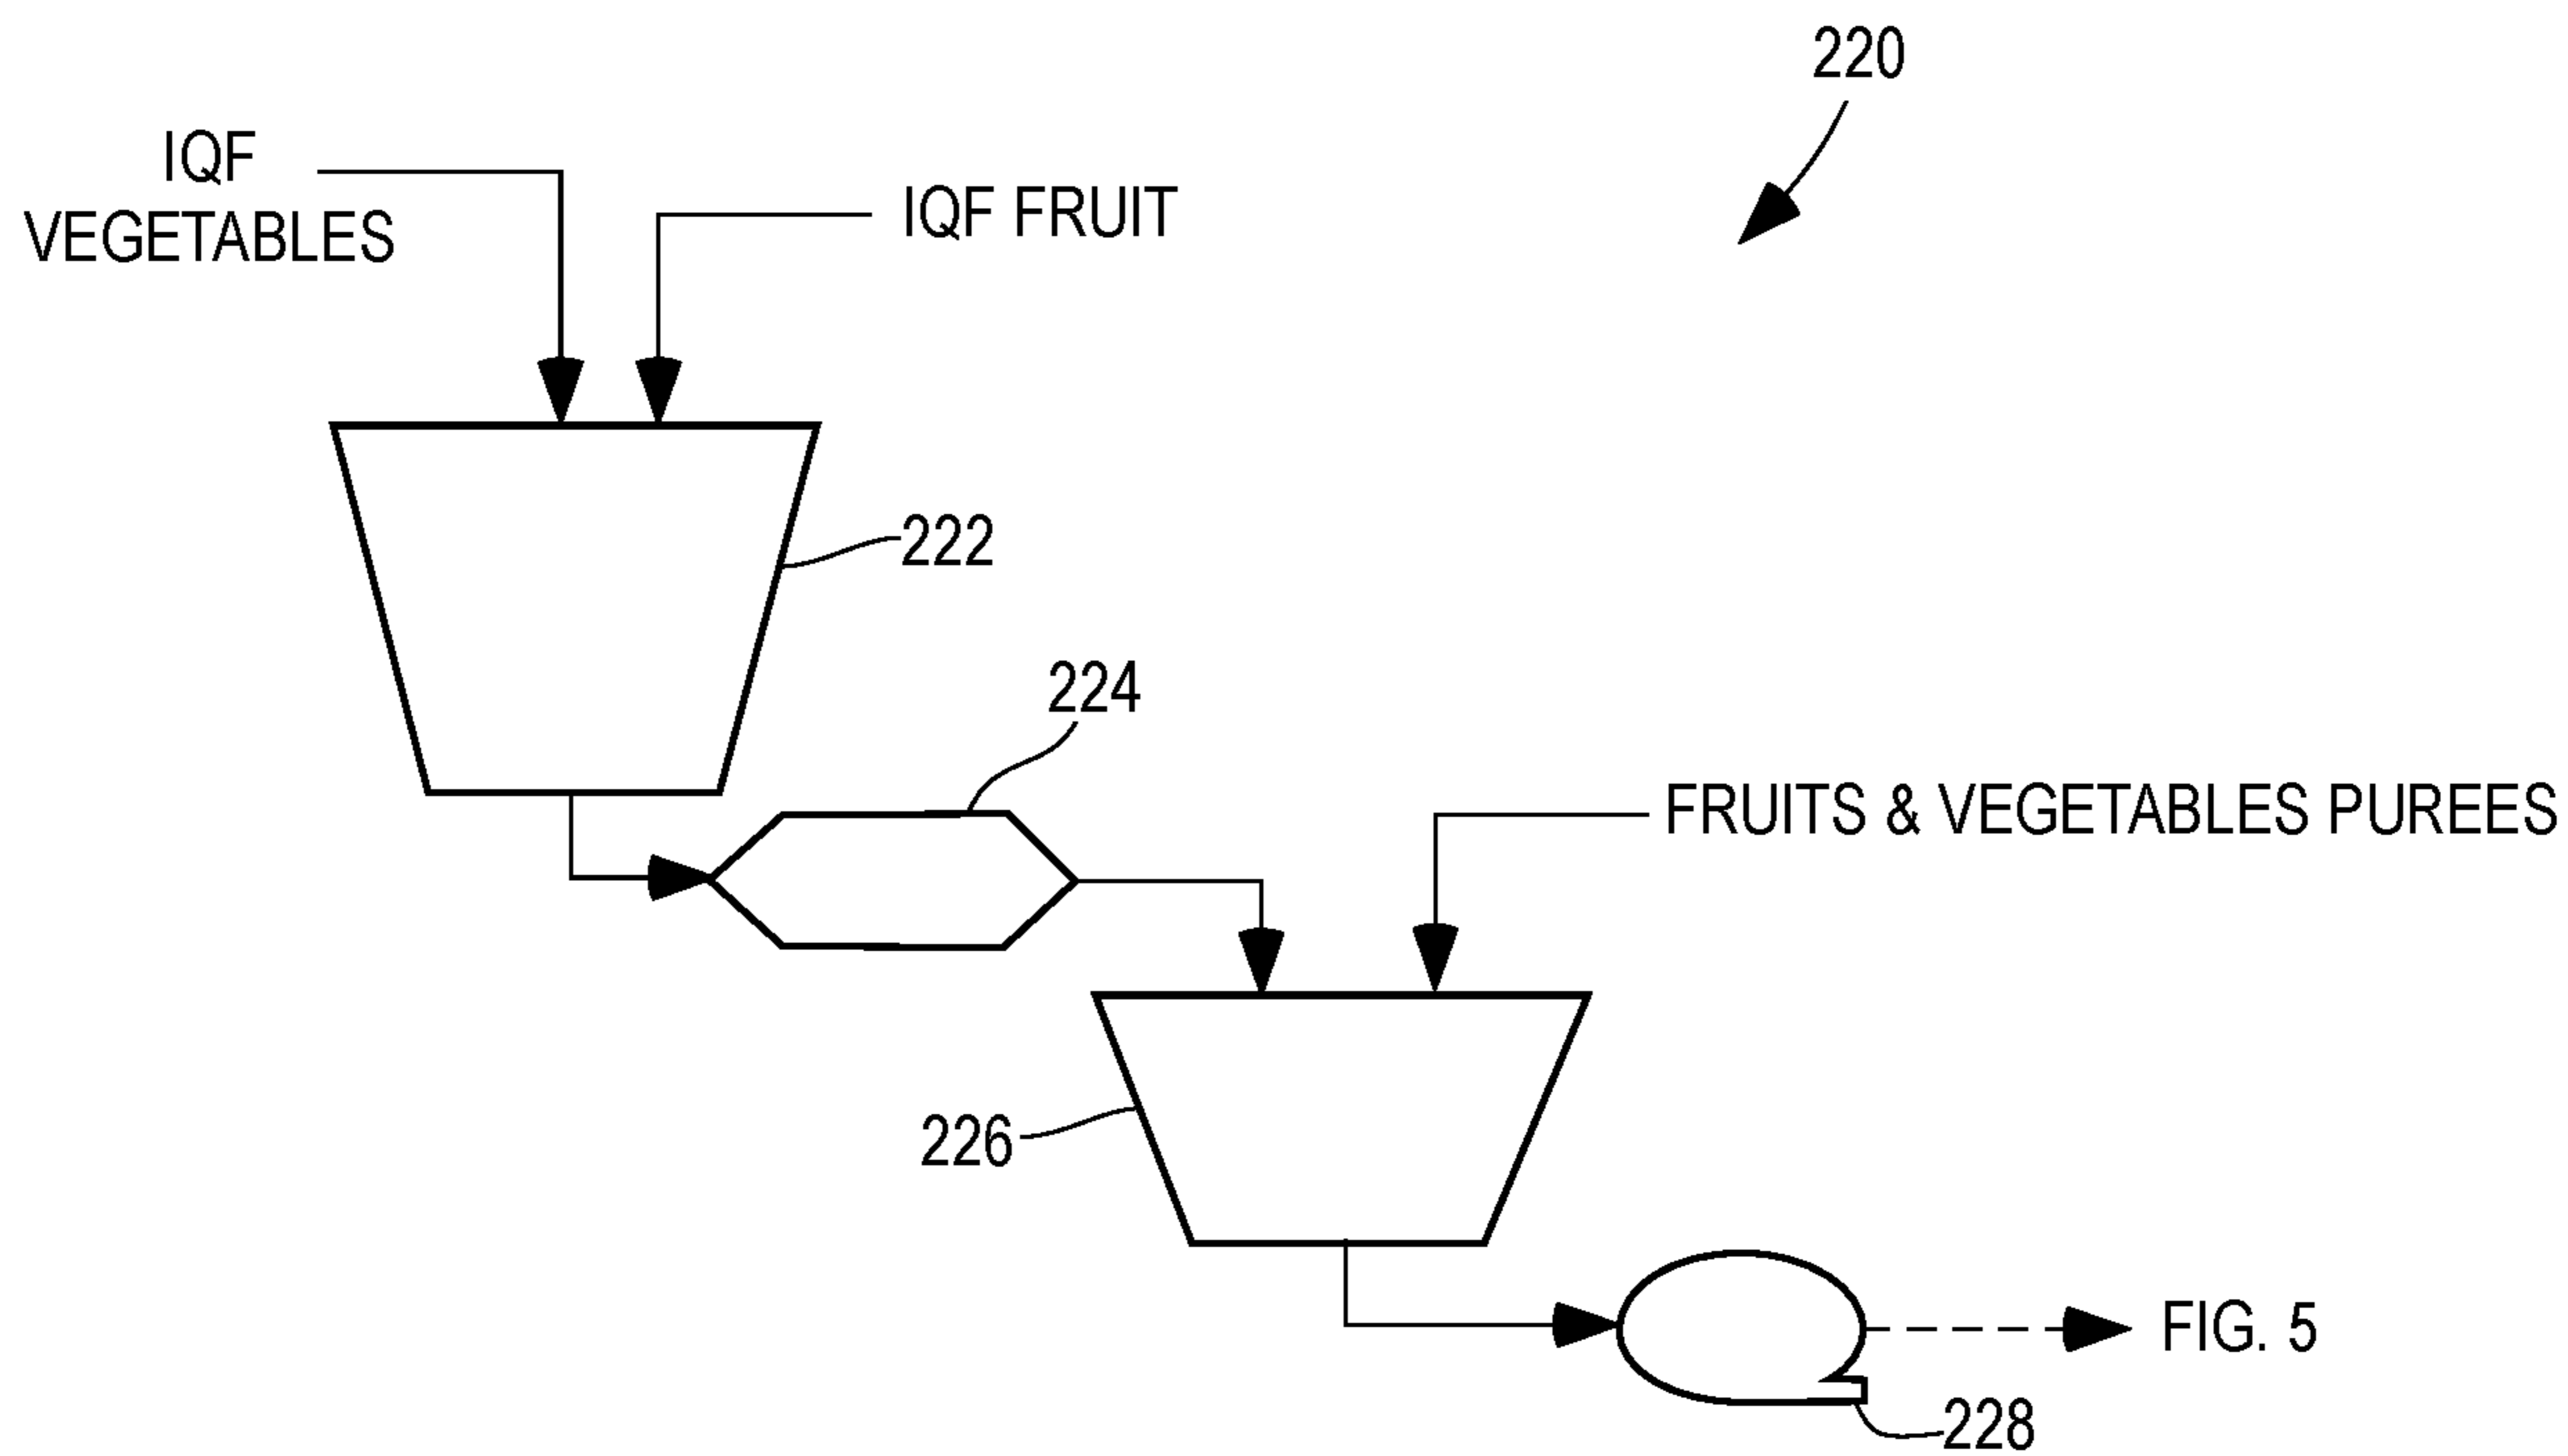 220
IQF
VEGETABLES
IQF FRUIT
222
224
FRUITS & VEGETABLES PUREES
226
FIG. 5
228